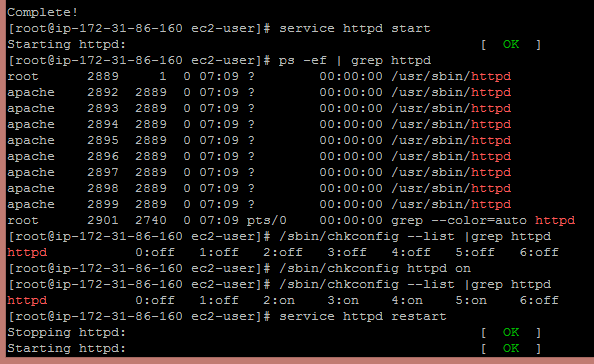 Complete!
[root@ip-172-31-86-160 ec2-user]# service httpd start
Starting httpd:                                            [  OK  ]
[root@ip-172-31-86-160 ec2-user]# ps -ef | grep httpd
root      2889     1  0 07:09 ?        00:00:00 /usr/sbin/httpd
apache    2892  2889  0 07:09 ?        00:00:00 /usr/sbin/httpd
apache    2893  2889  0 07:09 ?        00:00:00 /usr/sbin/httpd
apache    2894  2889  0 07:09 ?        00:00:00 /usr/sbin/httpd
apache    2895  2889  0 07:09 ?        00:00:00 /usr/sbin/httpd
apache    2896  2889  0 07:09 ?        00:00:00 /usr/sbin/httpd
apache    2897  2889  0 07:09 ?        00:00:00 /usr/sbin/httpd
apache    2898  2889  0 07:09 ?        00:00:00 /usr/sbin/httpd
apache    2899  2889  0 07:09 ?        00:00:00 /usr/sbin/httpd
root      2901  2740  0 07:09 pts/0    00:00:00 grep --color=auto httpd
[root@ip-172-31-86-160 ec2-user]# /sbin/chkconfig --list |grep httpd
httpd           0:off   1:off   2:off   3:off   4:off   5:off   6:off
[root@ip-172-31-86-160 ec2-user]# /sbin/chkconfig httpd on
[root@ip-172-31-86-160 ec2-user]# /sbin/chkconfig --list |grep httpd
httpd           0:off   1:off   2:on    3:on    4:on    5:on    6:off
[root@ip-172-31-86-160 ec2-user]# service httpd restart
Stopping httpd:                                            [  OK  ]
Starting httpd:                                            [  OK  ]